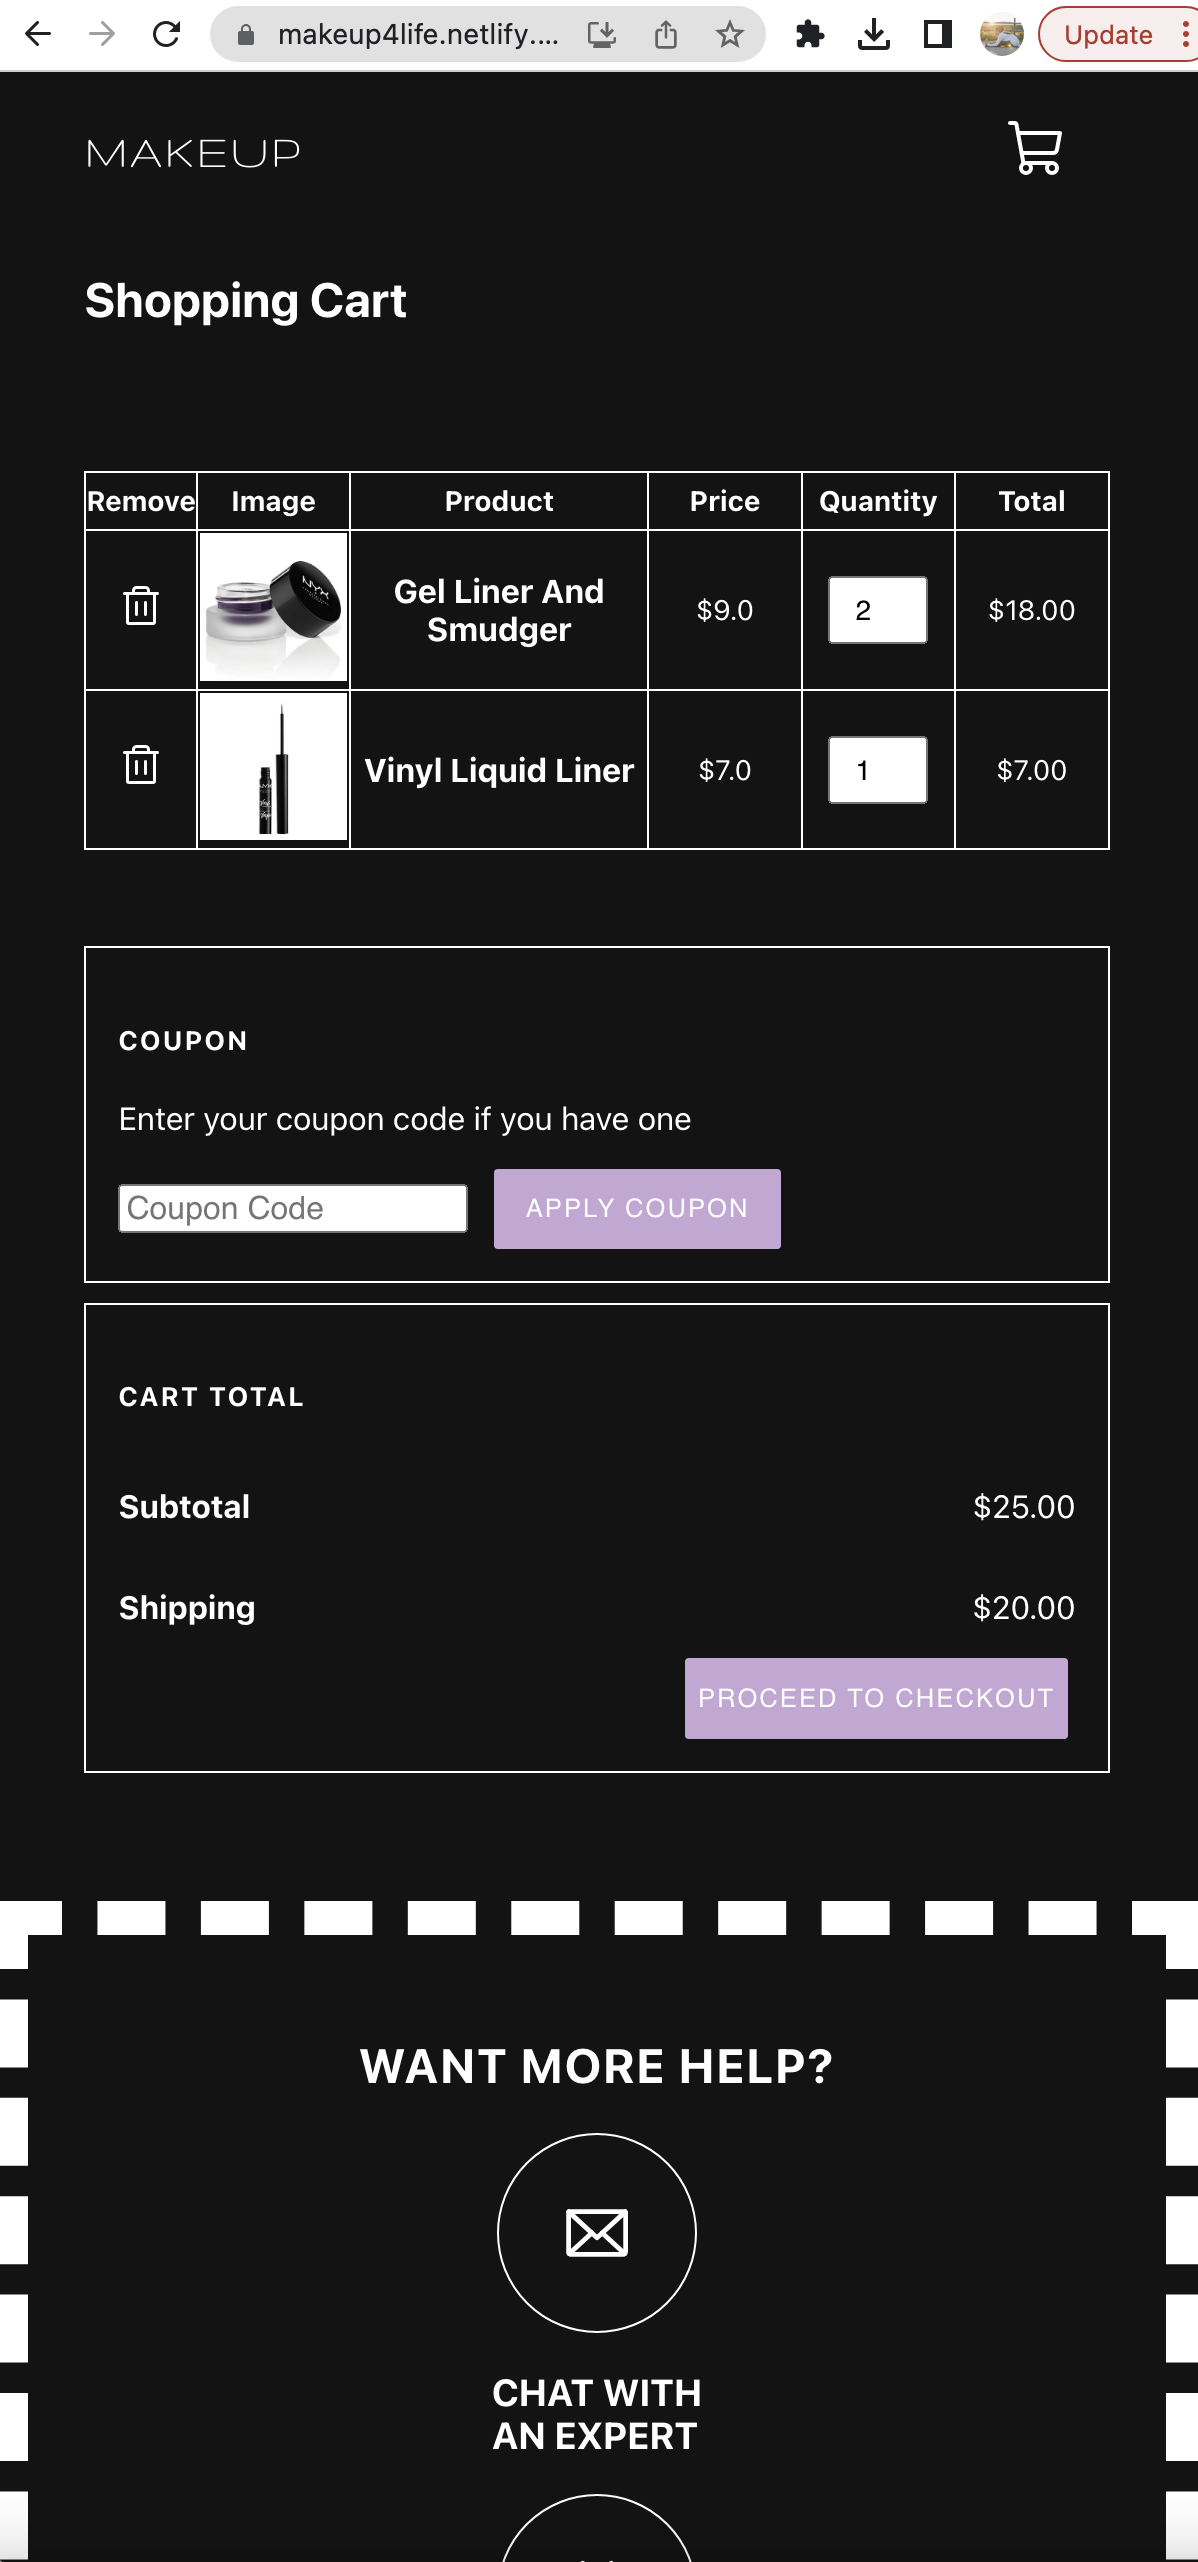 makeup4life.netlify....
Update
MAKEUP
Shopping Cart
Remove Image Product Price Quantity Total
NYX
Gel Liner And
Smudger
$9.0 2 $18.00
Vinyl Liquid Liner $7.0 1 $7.00
COUPON
Enter your coupon code if you have one
Coupon Code APPLY COUPON
CART TOTAL
Subtotal $25.00
Shipping $20.00
PROCEED TO CHECKOUT
WANT MORE HELP?
CHAT WITH
AN EXPERT